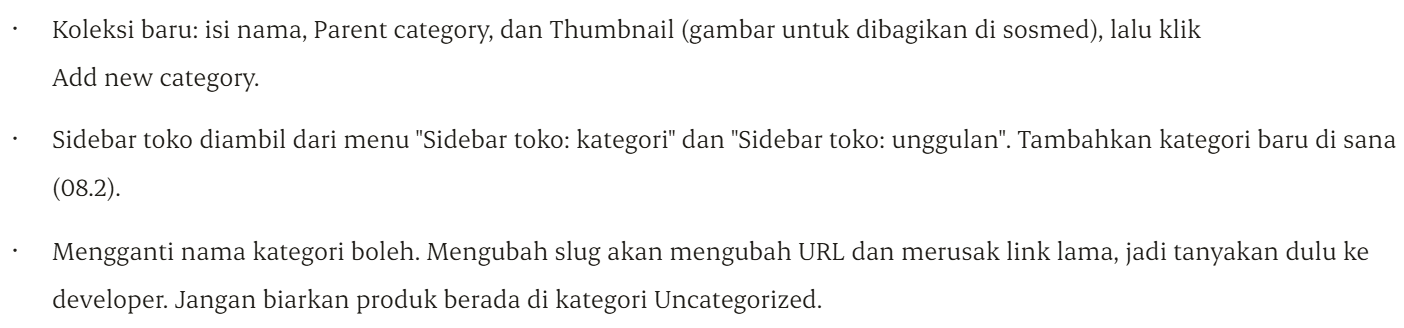 · Koleksi baru: isi nama, Parent category, dan Thumbnail (gambar untuk dibagikan di sosmed), lalu klik
Add new category.
· Sidebar toko diambil dari menu "Sidebar toko: kategori" dan "Sidebar toko: unggulan". Tambahkan kategori baru di sana
(08.2).
· Mengganti nama kategori boleh. Mengubah slug akan mengubah URL dan merusak link lama, jadi tanyakan dulu ke
developer. Jangan biarkan produk berada di kategori Uncategorized.